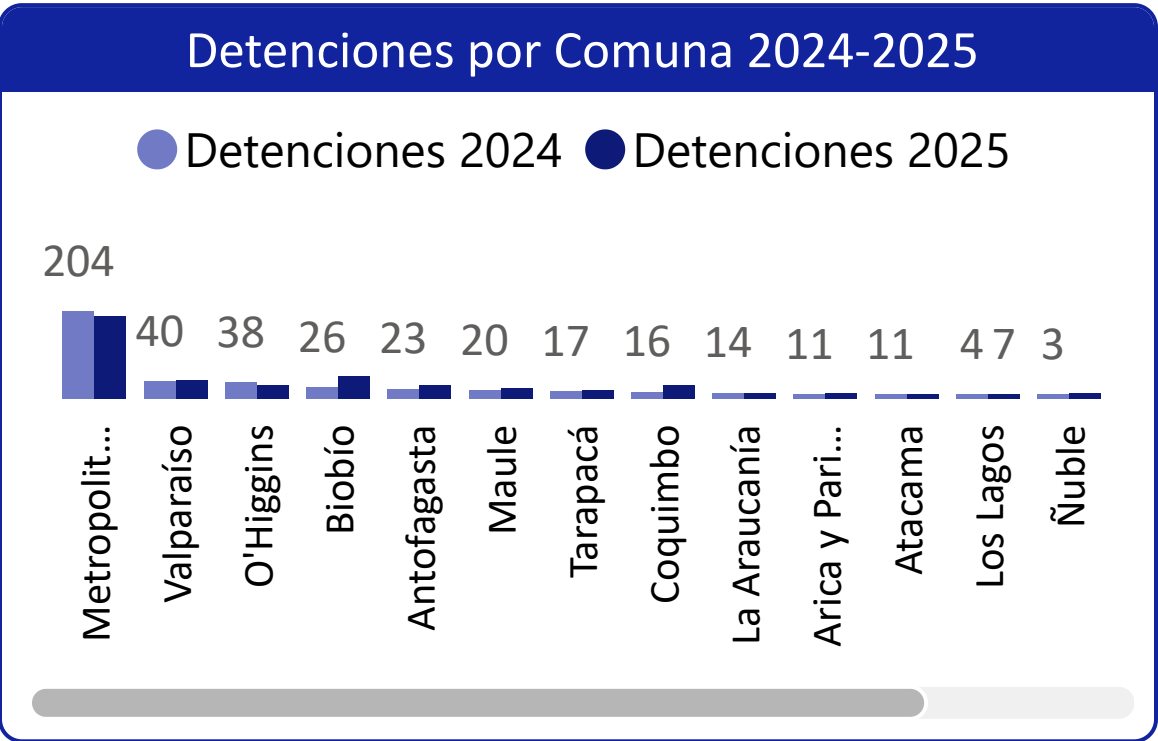 Detenciones por Comuna 2024-2025
Detenciones 2024 Detenciones 2025
204
40 38 26 23 20 17 16 14 11 11 4 7 3
Metropolit...
Valparaíso
O'Higgins
Biobío
Antofagasta
Maule
Tarapacá
Coquimbo
La Araucanía
Arica y Pari...
Atacama
Los Lagos
Ñuble